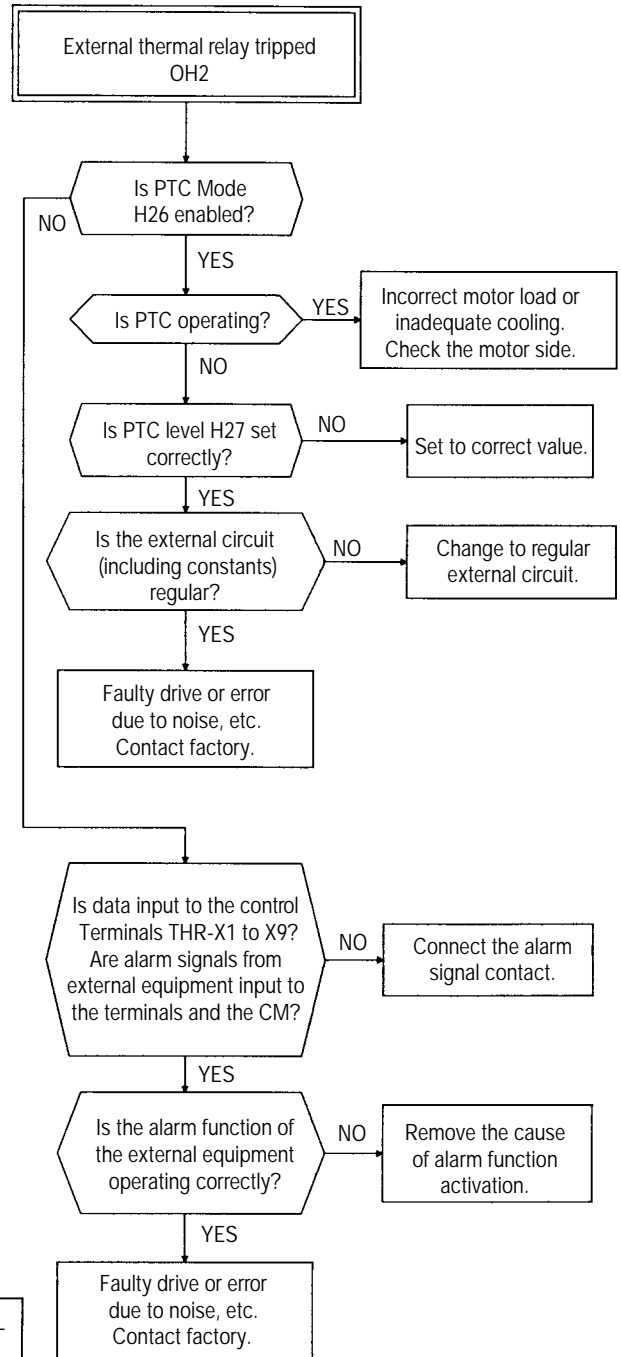 External thermal relay tripped
OH2
Is PTC Mode
H26 enabled?
NO
YES
Is PTC operating?
YES
Incorrect motor load or
inadequate cooling.
Check the motor side.
NO
Is PTC level H27 set
correctly?
NO
Set to correct value.
YES
Is the external circuit
(including constants)
regular?
NO
Change to regular
external circuit.
YES
Faulty drive or error
due to noise, etc.
Contact factory.
Is data input to the control
Terminals THR-X1 to X9?
Are alarm signals from
external equipment input to
the terminals and the CM?
NO
Connect the alarm
signal contact.
YES
Is the alarm function of
the external equipment
operating correctly?
NO
Remove the cause
of alarm function
activation.
YES
Faulty drive or error
due to noise, etc.
Contact factory.